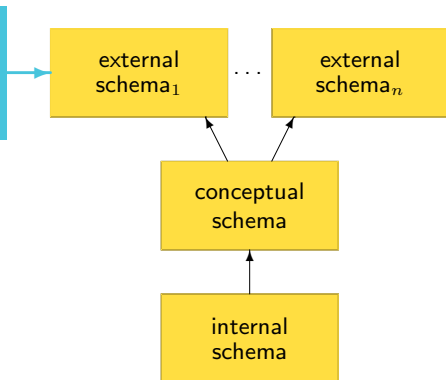 external
schema₁
...
external
schemaₙ
conceptual
schema
internal
schema